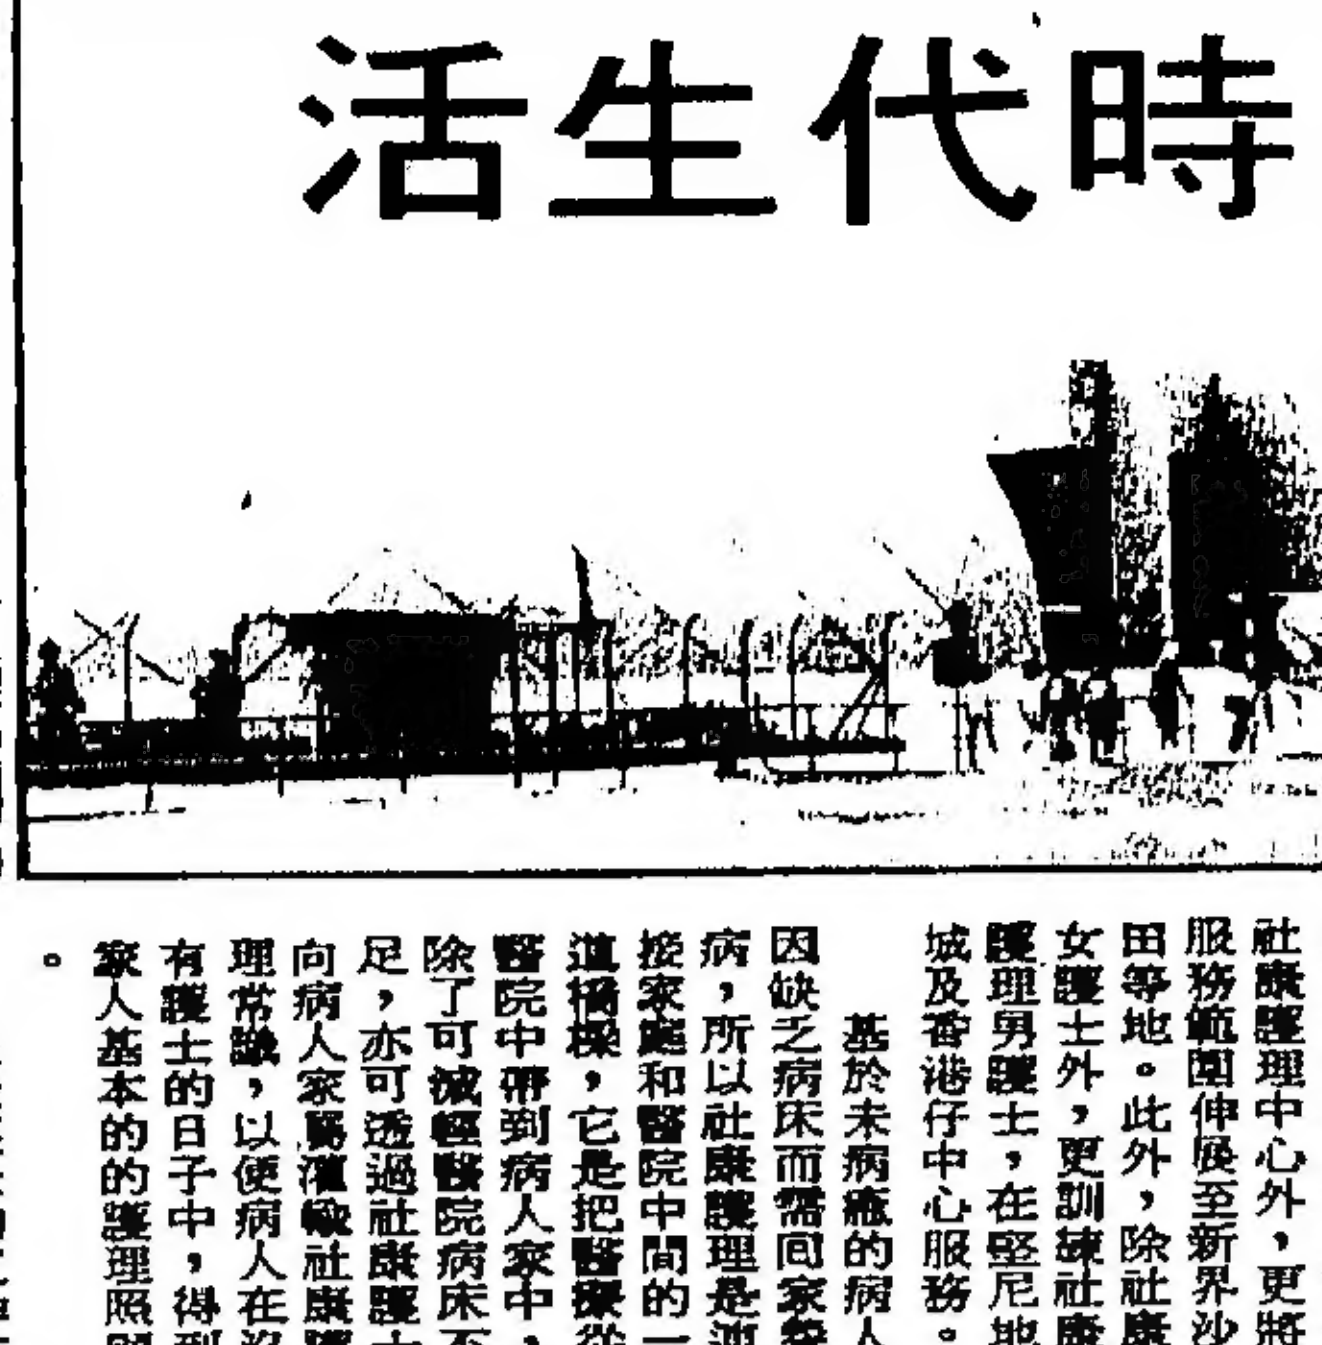 時代生活
社康護理中心外，更將
服務範圍伸展至新界沙
田等地。此外，除社康
女護士外，更訓練社康
護理男護士，在堅尼地
城及香港仔中心服務。
基於未病癒的病人
因缺乏病床而需回家養
病，所以社康護理是連
接家庭和醫院中間的一
道橋樑，它是把醫療從
醫院中帶到病人家中，
除了可減輕醫院病床不
足，亦可透過社康護士
向病人家屬灌輸社康護
理常識，以便病人在沒
有護士的日子中，得到
家人基本的的護理照顧
。